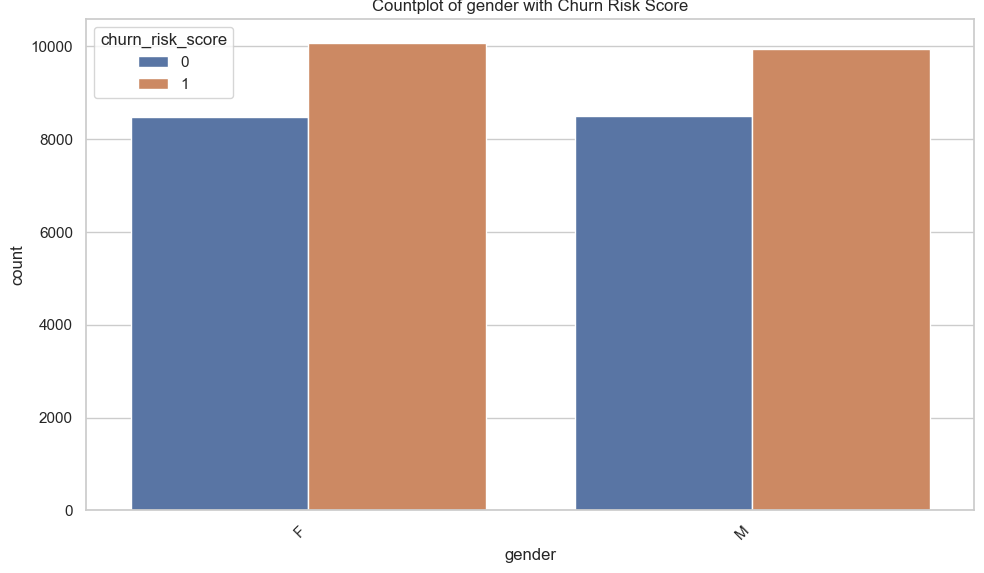 Countplot of gender with Churn Risk Score
churn_risk_score
0
1
10000
8000
6000
4000
2000
0
count
F
M
gender